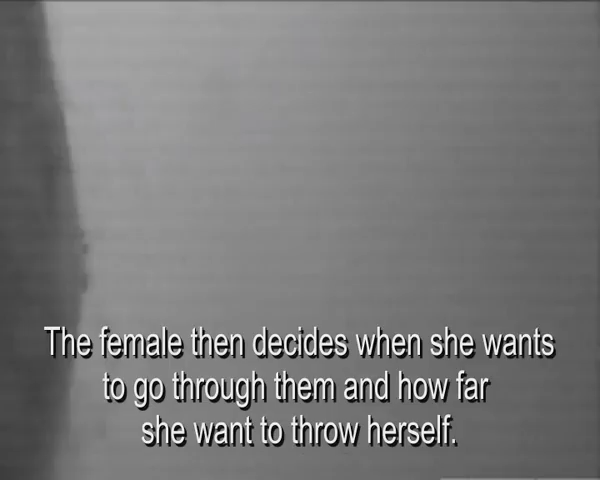 The female then decides when she wants
to go through them and how far
she want to throw herself.